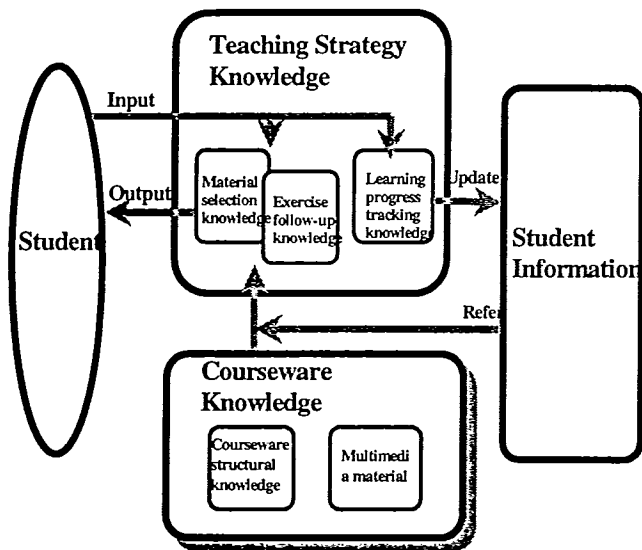 Teaching Strategy
Knowledge
Input
Output
Material
selection
knowledge
Exercise
follow-up
knowledge
Learning
progress
tracking
knowledge
Update
Student
Student
Information
Refer
Courseware
Knowledge
Courseware
structural
knowledge
Multimedi
a material